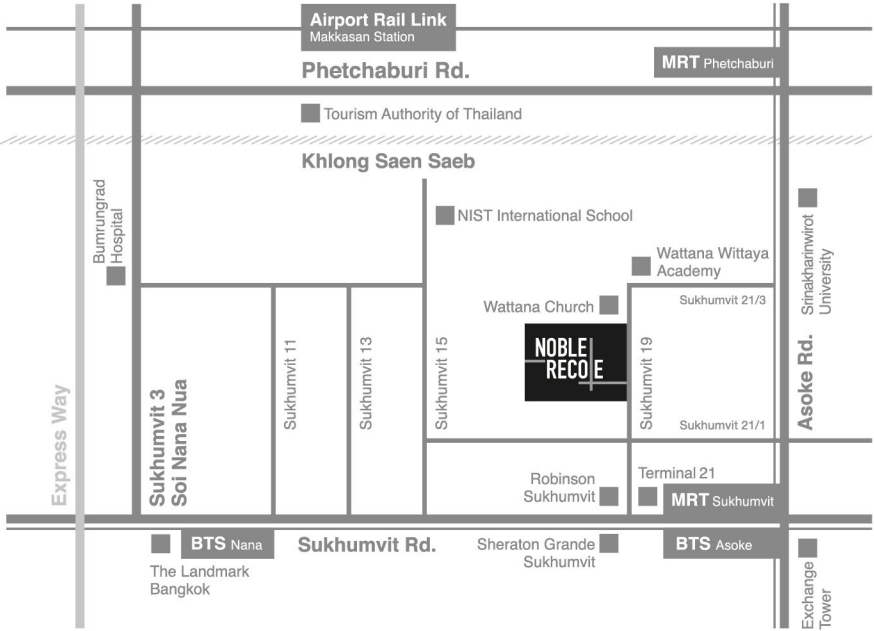 Airport Rail Link
Makkasan Station
Phetchaburi Rd.
MRT Phetchaburi
Tourism Authority of Thailand
Khlong Saen Saeb
Bumrungrad
Hospital
NIST International School
Srinakharinwirot
University
Wattana Wittaya
Academy
Sukhumvit 21/3
Wattana Church
NOBLE
RECOLE
Sukhumvit 11
Sukhumvit 13
Sukhumvit 15
Sukhumvit 19
Asoke Rd.
Express Way
Sukhumvit 3
Soi Nana Nua
Sukhumvit 21/1
Robinson
Sukhumvit
Terminal 21
MRT Sukhumvit
BTS Nana
Sukhumvit Rd.
Sheraton Grande
Sukhumvit
BTS Asoke
The Landmark
Bangkok
Exchange
Tower